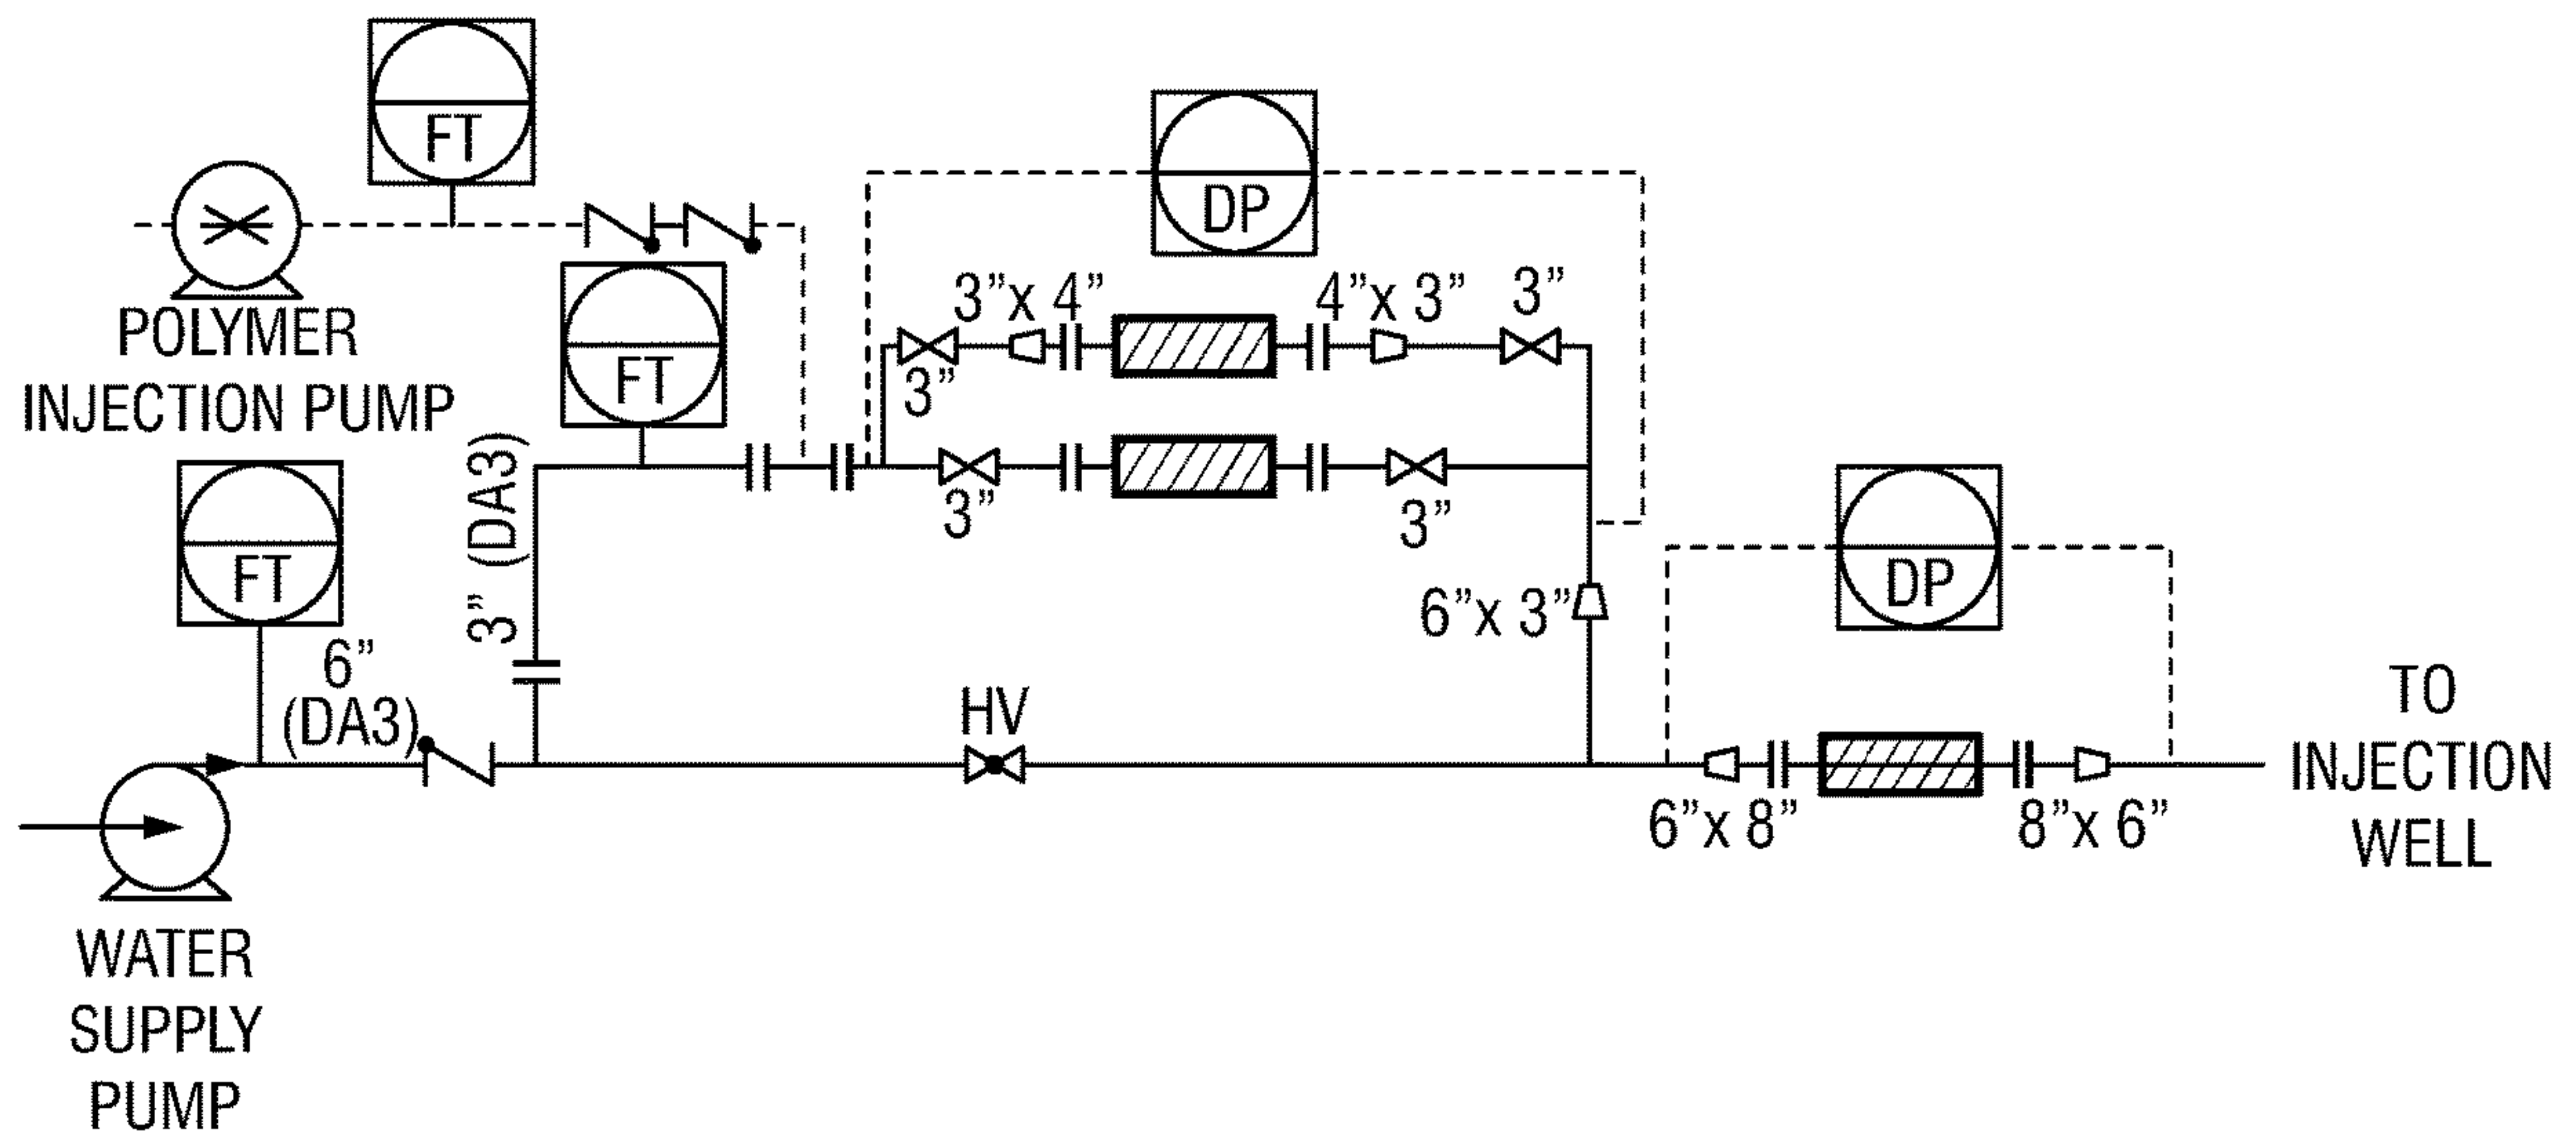 FT
DP
POLYMER
INJECTION PUMP
FT
3”x 4”
4”x 3”
3”
3”
3”
3”
FT
6”
(DA3)
3” (DA3)
6”x 3”
DP
HV
6”x 8”
8”x 6”
TO
INJECTION
WELL
WATER
SUPPLY
PUMP